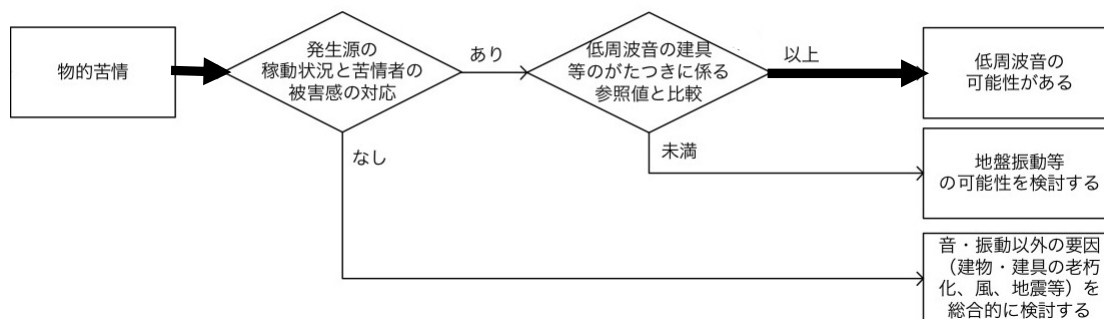 物的苦情
発生源の
稼動状況と苦情者の
被害感の対応
あり
低周波音の建具
等のがたつきに係る
参照値と比較
以上
低周波音の
可能性がある
なし
未満
地盤振動等
の可能性を検討する
音・振動以外の要因
(建物・建具の老朽
化、風、地震等)を
総合的に検討する